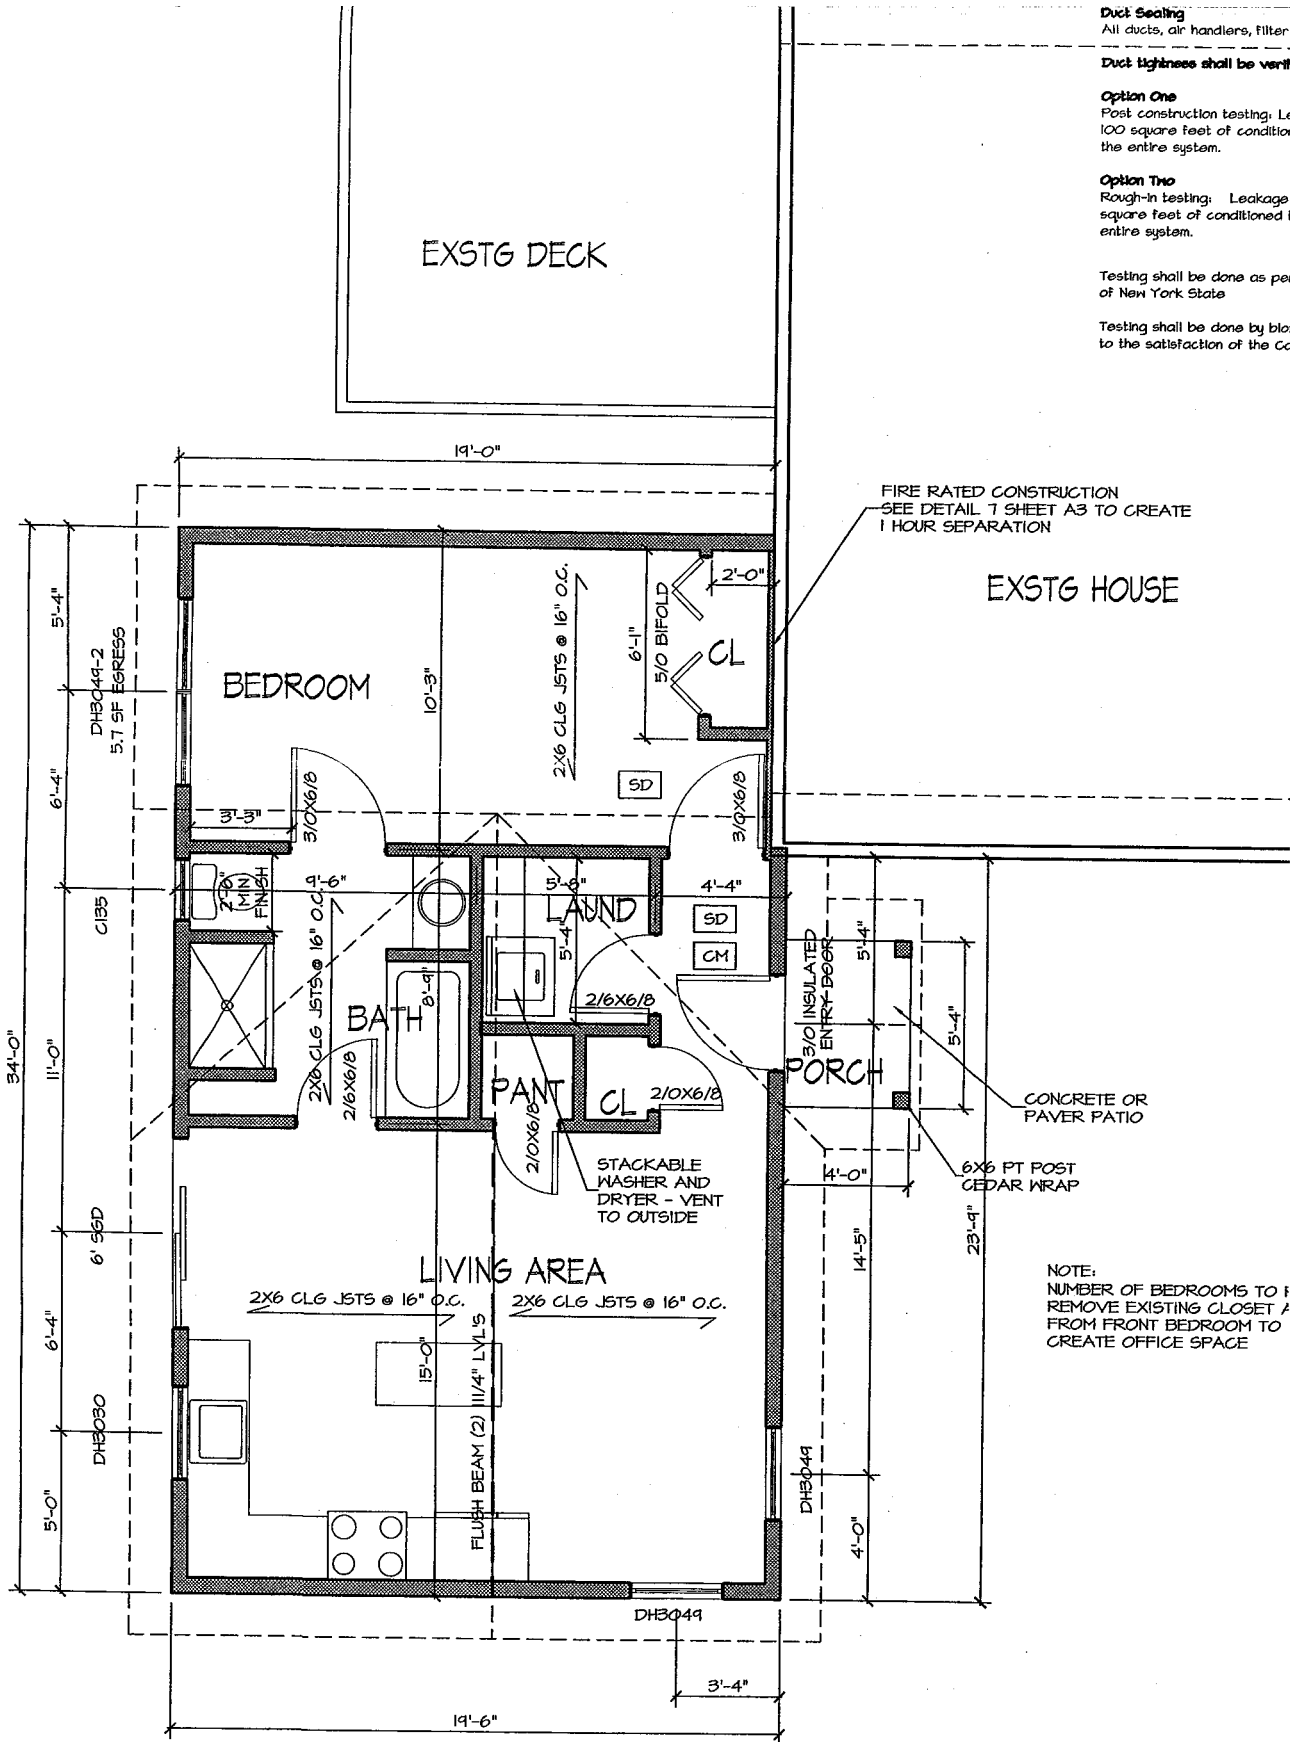 Duct Sealing
All ducts, air handlers, filter
Duct tightness shall be verif
Option One
Post construction testing: Le
100 square feet of condition
the entire system.
Option Two
Rough-in testing: Leakage
square feet of conditioned
entire system.
Testing shall be done as per
of New York State
Testing shall be done by blo
to the satisfaction of the Co
EXSTG DECK
19'-0"
FIRE RATED CONSTRUCTION
SEE DETAIL 7 SHEET A3 TO CREATE
1 HOUR SEPARATION
EXSTG HOUSE
5'-4"
DH3049-2
5.7 SF EGRESS
BEDROOM
10'-3"
2X6 CLG JSTS @ 16" O.C.
6'-1"
5/0 BIFOLD
2'-0"
CL
SD
6'-4"
3'-3"
3/0X6/8
3/0X6/8
2'-6"
MIN
FINISH
9'-6"
5'-8"
LAUND
4'-4"
SD
CM
C135
2X6 CLG JSTS @ 16" O.C.
8'-9"
BATH
5'-4"
2/6X6/8
3/0 INSULATED
ENTRY DOOR
5'-4"
5'-4"
PORCH
34'-0"
11'-0"
2/6X6/8
PANT
CL
2/0X6/8
2/0X6/8
CONCRETE OR
PAVER PATIO
STACKABLE
WASHER AND
DRYER - VENT
TO OUTSIDE
4'-0"
6X6 PT POST
CEDAR WRAP
6' SGD
14'-5"
23'-9"
LIVING AREA
2X6 CLG JSTS @ 16" O.C.
2X6 CLG JSTS @ 16" O.C.
NOTE:
NUMBER OF BEDROOMS TO
REMOVE EXISTING CLOSET
FROM FRONT BEDROOM TO
CREATE OFFICE SPACE
6'-4"
15'-0"
FLUSH BEAM (2) 11 1/4" LVL'S
DH3030
DH3049
5'-0"
4'-0"
DH3049
3'-4"
19'-6"